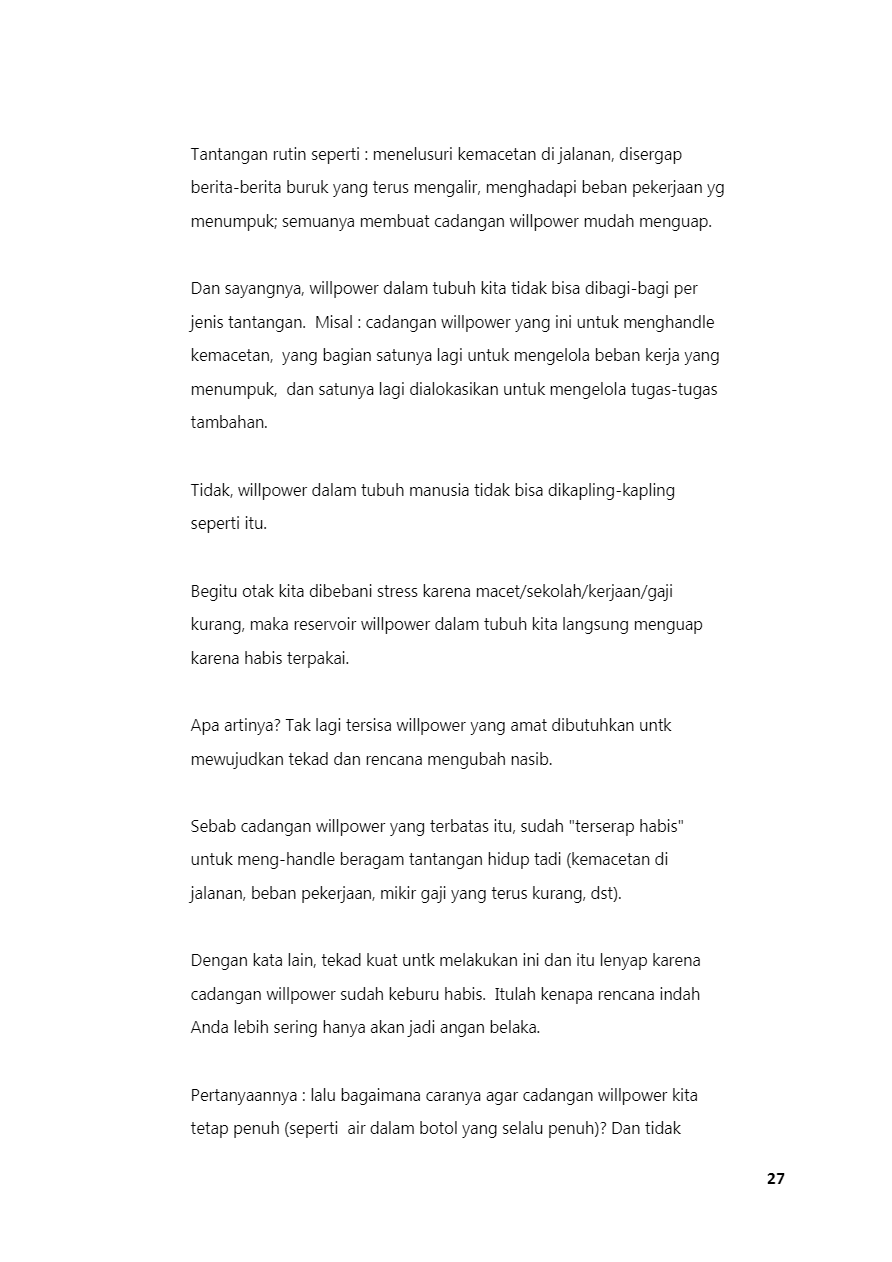 Tantangan rutin seperti : menelusuri kemacetan di jalanan, disergap
berita-berita buruk yang terus mengalir, menghadapi beban pekerjaan yg
menumpuk; semuanya membuat cadangan willpower mudah menguap.
Dan sayangnya, willpower dalam tubuh kita tidak bisa dibagi-bagi per
jenis tantangan.  Misal : cadangan willpower yang ini untuk menghandle
kemacetan,  yang bagian satunya lagi untuk mengelola beban kerja yang
menumpuk,  dan satunya lagi dialokasikan untuk mengelola tugas-tugas
tambahan.
Tidak, willpower dalam tubuh manusia tidak bisa dikapling-kapling
seperti itu.
Begitu otak kita dibebani stress karena macet/sekolah/kerjaan/gaji
kurang, maka reservoir willpower dalam tubuh kita langsung menguap
karena habis terpakai.
Apa artinya? Tak lagi tersisa willpower yang amat dibutuhkan untk
mewujudkan tekad dan rencana mengubah nasib.
Sebab cadangan willpower yang terbatas itu, sudah "terserap habis"
untuk meng-handle beragam tantangan hidup tadi (kemacetan di
jalanan, beban pekerjaan, mikir gaji yang terus kurang, dst).
Dengan kata lain, tekad kuat untk melakukan ini dan itu lenyap karena
cadangan willpower sudah keburu habis.  Itulah kenapa rencana indah
Anda lebih sering hanya akan jadi angan belaka.
Pertanyaannya : lalu bagaimana caranya agar cadangan willpower kita
tetap penuh (seperti  air dalam botol yang selalu penuh)? Dan tidak
27